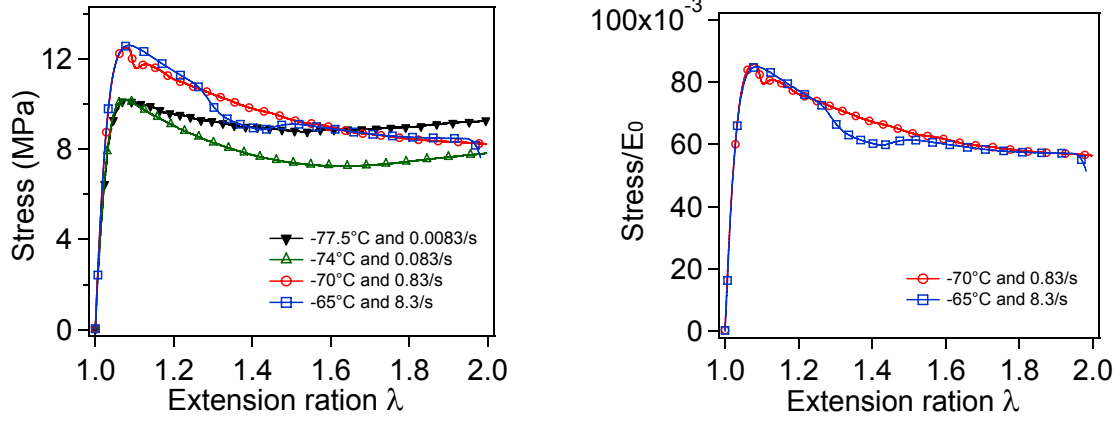 12
8
4
0
Stress (MPa)
-77.5°C and 0.0083/s
-74°C and 0.083/s
-70°C and 0.83/s
-65°C and 8.3/s
1.0 1.2 1.4 1.6 1.8 2.0
Extension ration λ
100x10⁻³
80
60
40
20
0
Stress/E₀
-70°C and 0.83/s
-65°C and 8.3/s
1.0 1.2 1.4 1.6 1.8 2.0
Extension ration λ